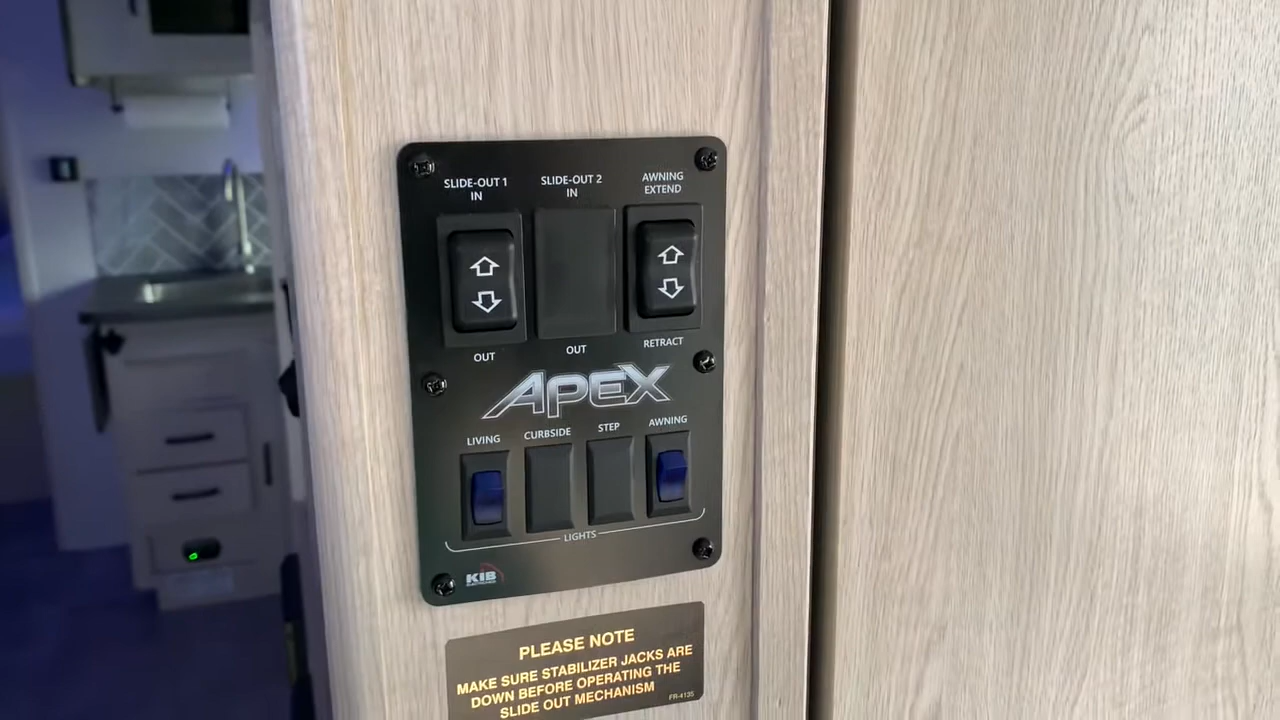 SLIDE-OUT 1
IN
SLIDE-OUT 2
IN
AWNING
EXTEND
OUT
OUT
RETRACT
APEX
LIVING
CURBSIDE
STEP
AWNING
LIGHTS
KIB
ELECTRONICS
PLEASE NOTE
MAKE SURE STABILIZER JACKS ARE
DOWN BEFORE OPERATING THE
SLIDE OUT MECHANISM
FR-4135